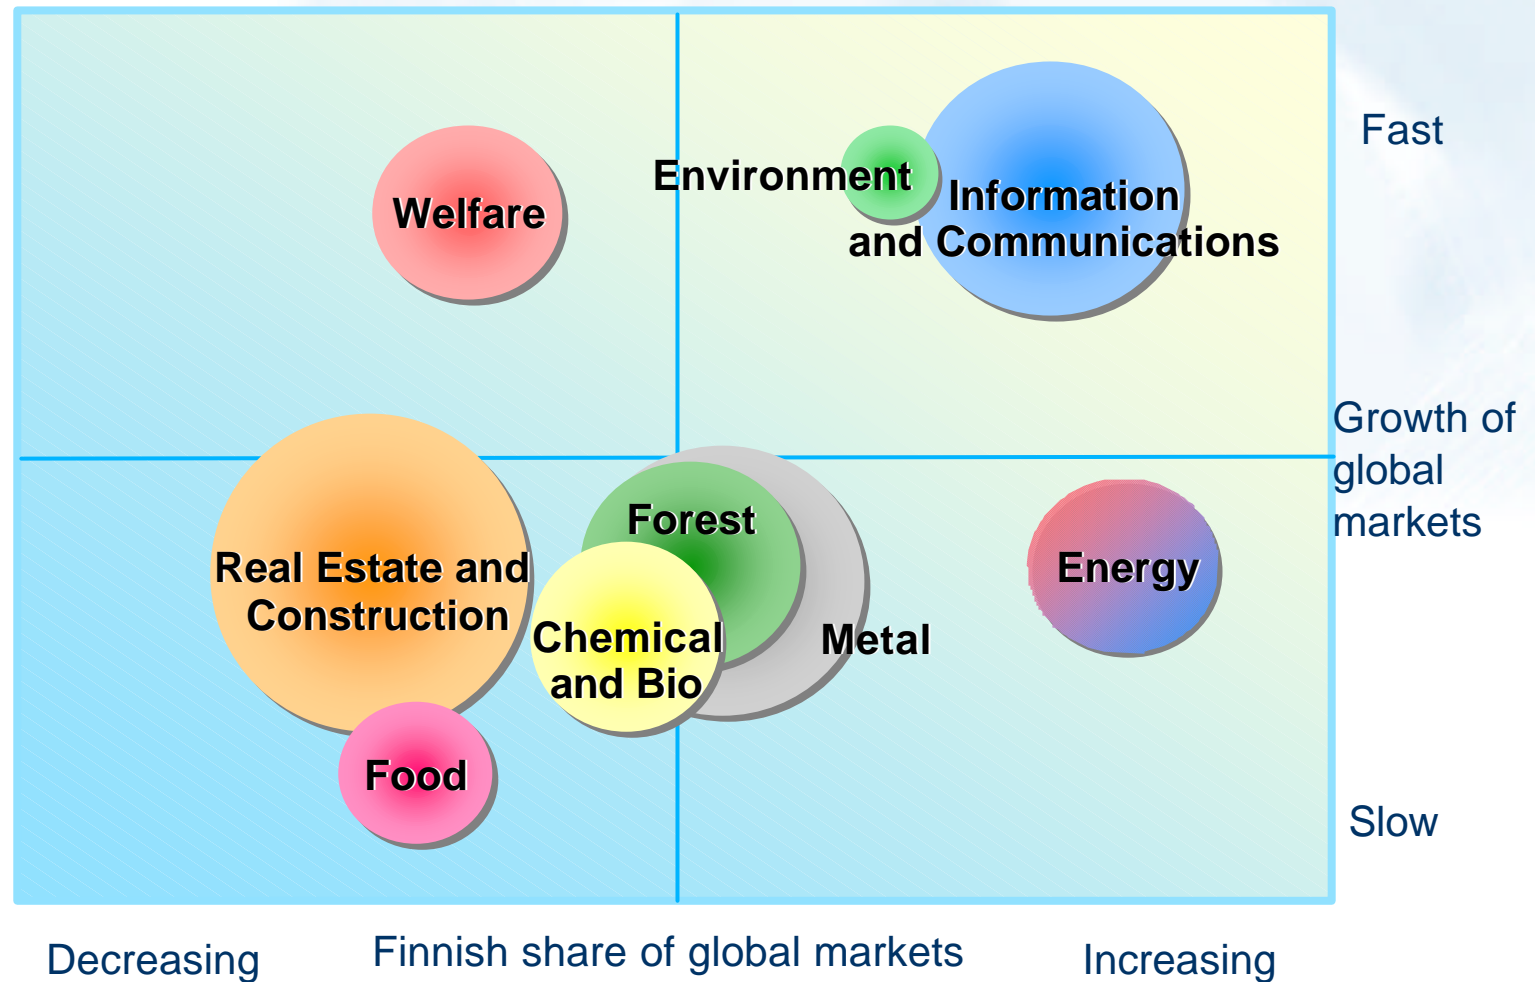 Fast
Environment
Information
and Communications
Welfare
Growth of
global
markets
Forest
Real Estate and
Construction
Energy
Chemical
and Bio
Metal
Food
Slow
Decreasing
Finnish share of global markets
Increasing